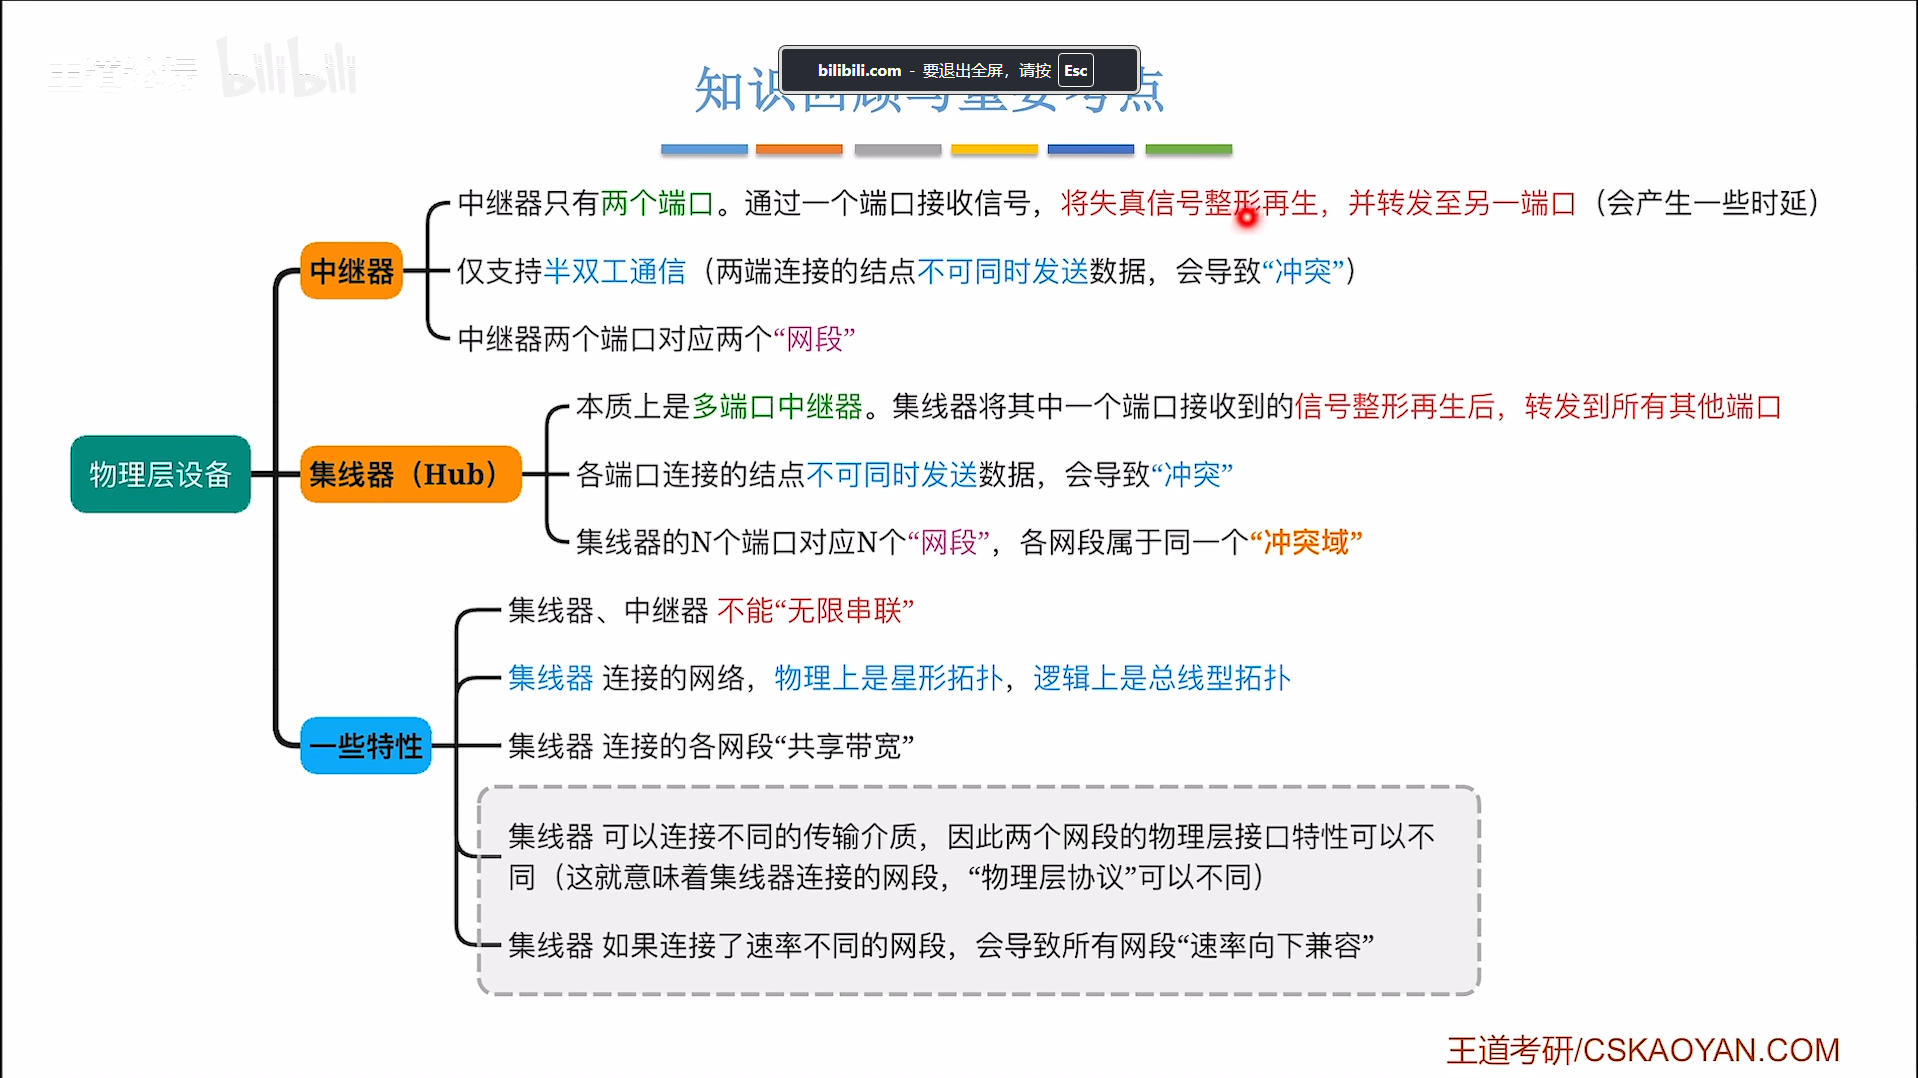 王道论坛 bilibili
bilibili.com - 要退出全屏，请按 Esc
知识回顾与重要考点
中继器只有两个端口。通过一个端口接收信号，将失真信号整形再生，并转发至另一端口（会产生一些时延）
中继器
仅支持半双工通信（两端连接的结点不可同时发送数据，会导致“冲突”）
中继器两个端口对应两个“网段”
本质上是多端口中继器。集线器将其中一个端口接收到的信号整形再生后，转发到所有其他端口
物理层设备
集线器（Hub）
各端口连接的结点不可同时发送数据，会导致“冲突”
集线器的N个端口对应N个“网段”，各网段属于同一个“冲突域”
集线器、中继器 不能“无限串联”
集线器 连接的网络，物理上是星形拓扑，逻辑上是总线型拓扑
一些特性
集线器 连接的各网段“共享带宽”
集线器 可以连接不同的传输介质，因此两个网段的物理层接口特性可以不
同（这就意味着集线器连接的网段，“物理层协议”可以不同）
集线器 如果连接了速率不同的网段，会导致所有网段“速率向下兼容”
王道考研/CSKAOYAN.COM